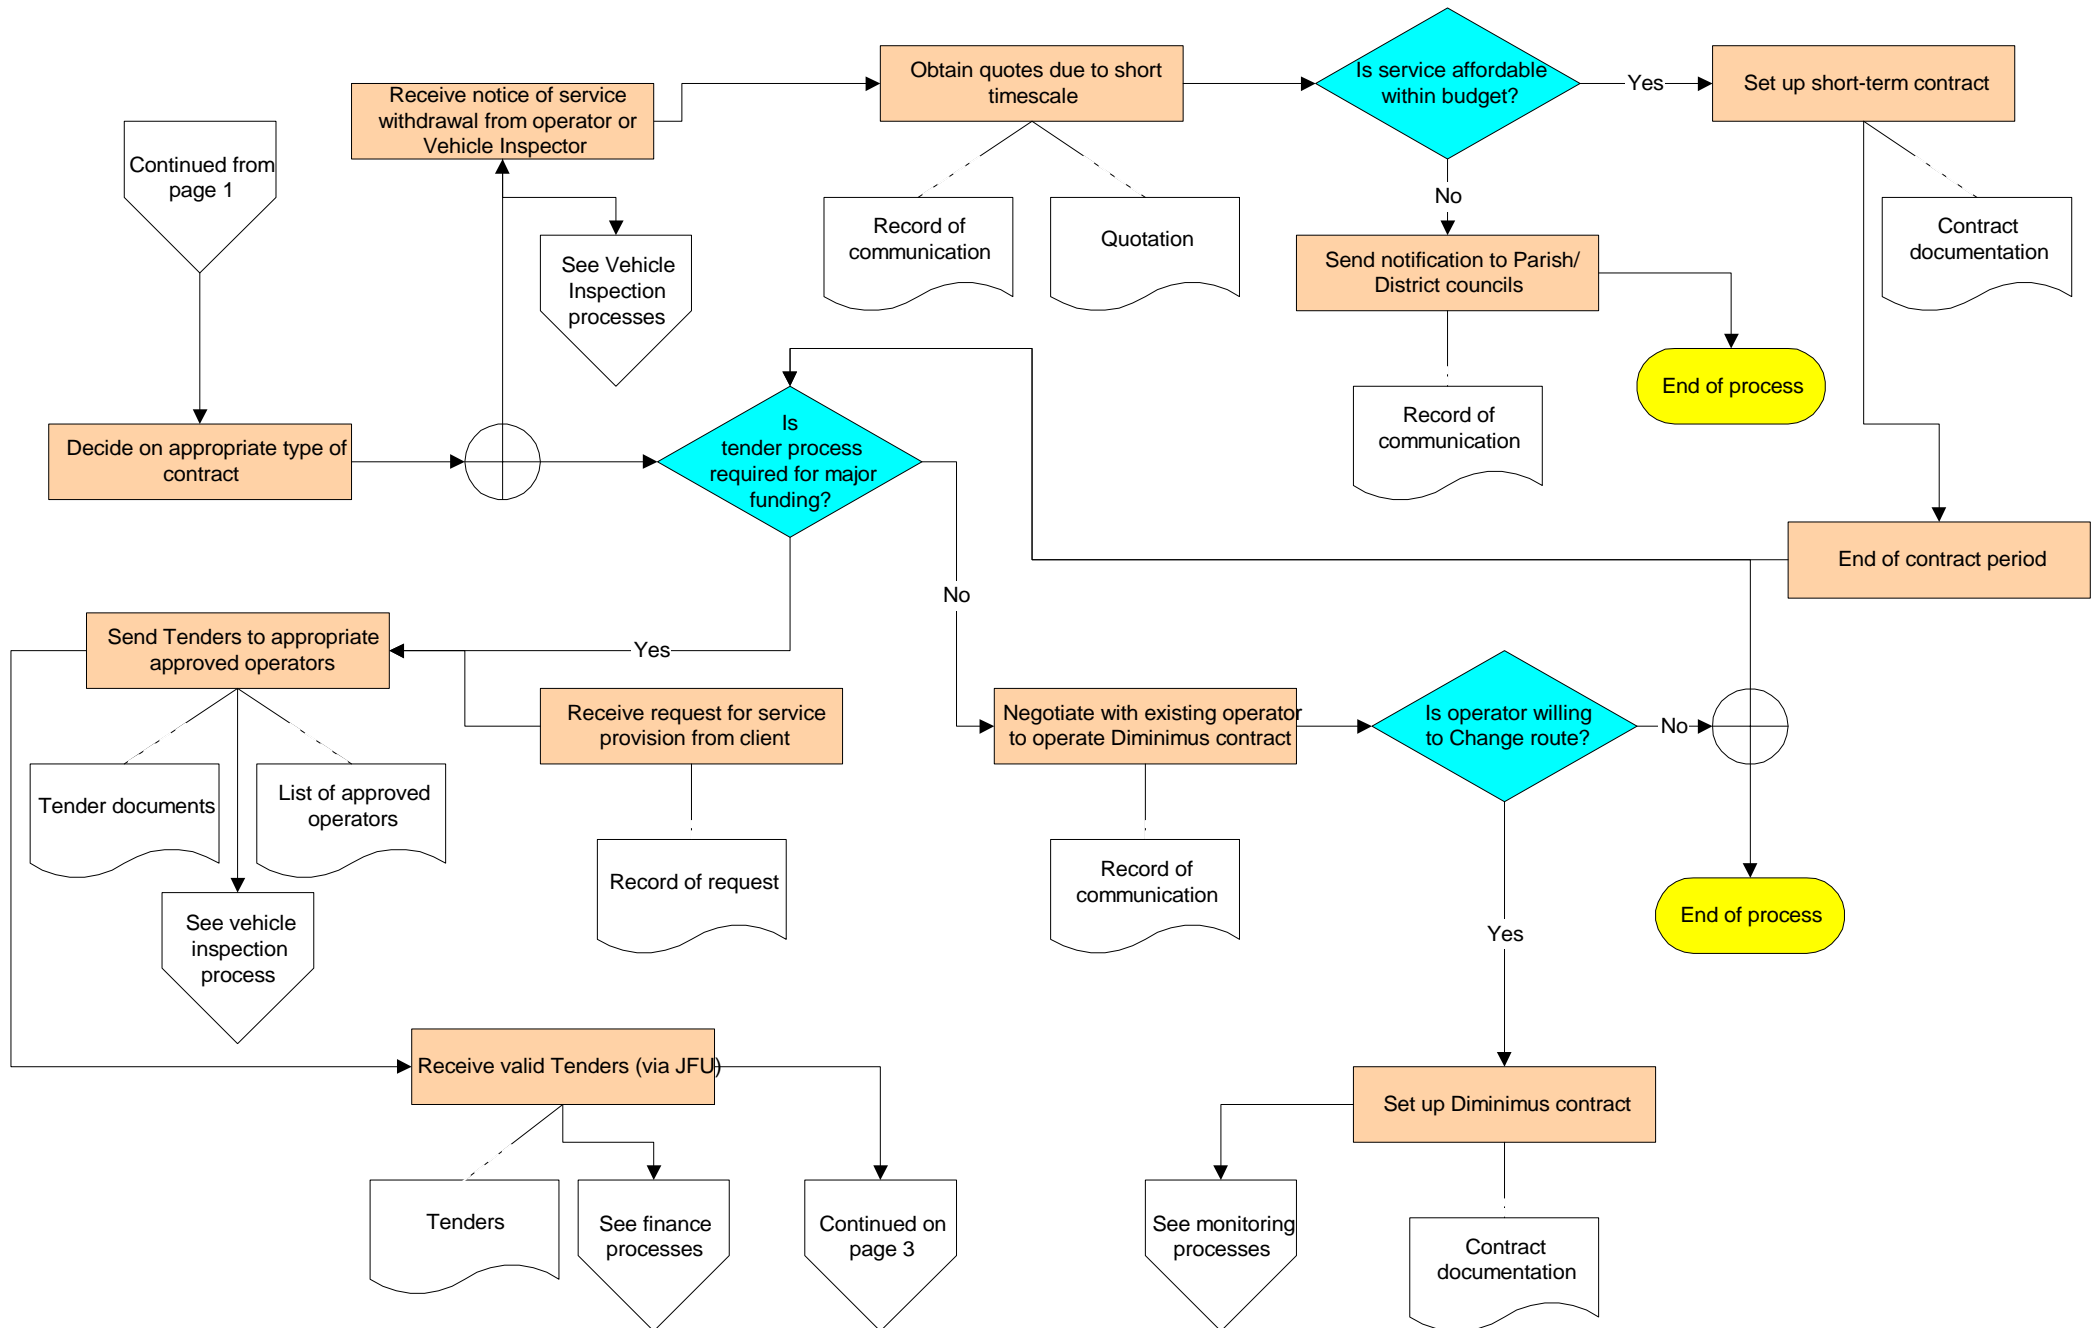 Receive notice of service
withdrawal from operator or
Vehicle Inspector
Obtain quotes due to short
timescale
Is service affordable
within budget?
Yes
Set up short-term contract
Continued from
page 1
No
Record of
communication
Quotation
Contract
documentation
See Vehicle
Inspection
processes
Send notification to Parish/
District councils
End of process
Record of
communication
Decide on appropriate type of
contract
Is
tender process
required for major
funding?
End of contract period
No
Send Tenders to appropriate
approved operators
Yes
Receive request for service
provision from client
Negotiate with existing operator
to operate Diminimus contract
Is operator willing
to Change route?
No
Tender documents
List of approved
operators
Record of request
Record of
communication
End of process
See vehicle
inspection
process
Yes
Receive valid Tenders (via JFU)
Set up Diminimus contract
Tenders
See finance
processes
Continued on
page 3
See monitoring
processes
Contract
documentation